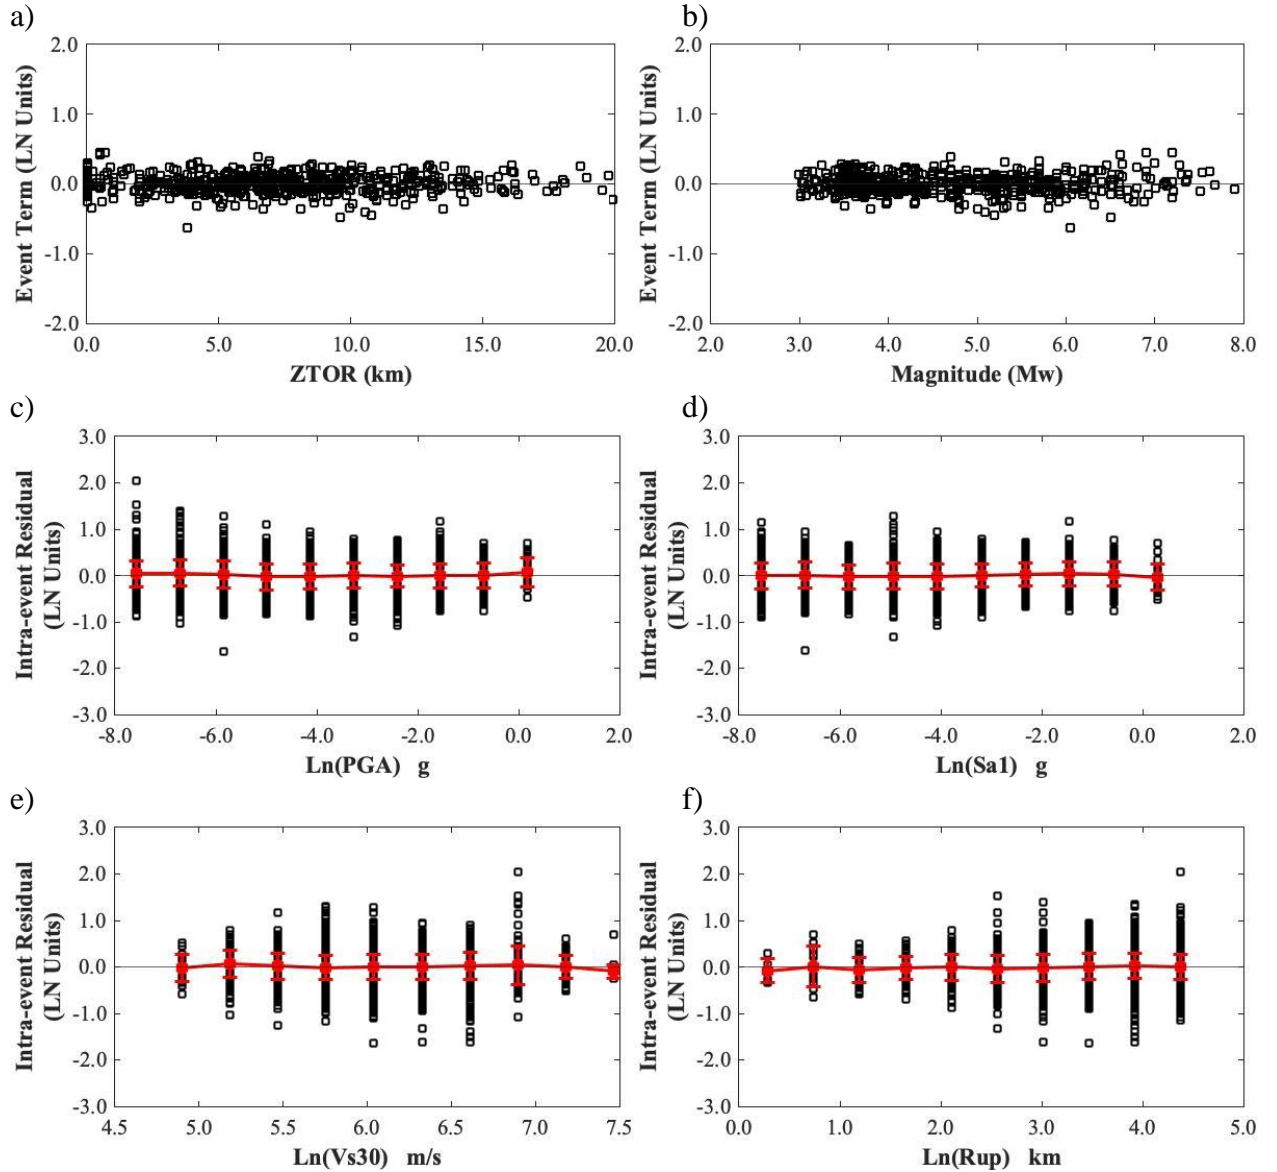 a)
2.0
1.0
0.0
-1.0
-2.0
Event Term (LN Units)
0.0 5.0 10.0 15.0 20.0
ZTOR (km)
b)
2.0
1.0
0.0
-1.0
-2.0
Event Term (LN Units)
2.0 3.0 4.0 5.0 6.0 7.0 8.0
Magnitude (Mw)
c)
3.0
2.0
1.0
0.0
-1.0
-2.0
-3.0
Intra-event Residual
(LN Units)
-8.0 -6.0 -4.0 -2.0 0.0 2.0
Ln(PGA) g
d)
3.0
2.0
1.0
0.0
-1.0
-2.0
-3.0
Intra-event Residual
(LN Units)
-8.0 -6.0 -4.0 -2.0 0.0 2.0
Ln(Sa1) g
e)
3.0
2.0
1.0
0.0
-1.0
-2.0
-3.0
Intra-event Residual
(LN Units)
4.5 5.0 5.5 6.0 6.5 7.0 7.5
Ln(Vs30) m/s
f)
3.0
2.0
1.0
0.0
-1.0
-2.0
-3.0
Intra-event Residual
(LN Units)
0.0 1.0 2.0 3.0 4.0 5.0
Ln(Rup) km